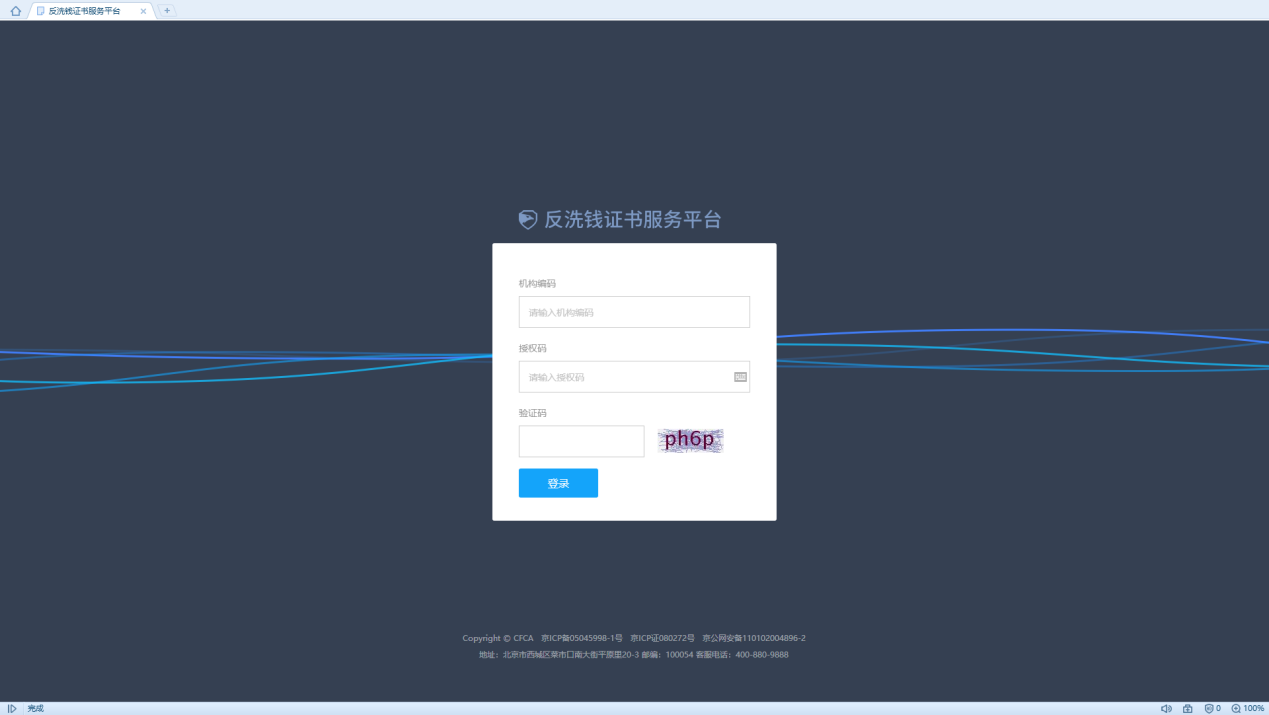 反洗钱证书服务平台
反洗钱证书服务平台
机构编码
请输入机构编码
授权码
请输入授权码
验证码
ph6p
登录
Copyright © CFCA 京ICP备05045998-1号 京ICP证080272号 京公网安备110102004896-2
地址：北京市西城区菜市口南大街平原里20-3 邮编：100054 客服电话：400-880-9888
完成 0 100%